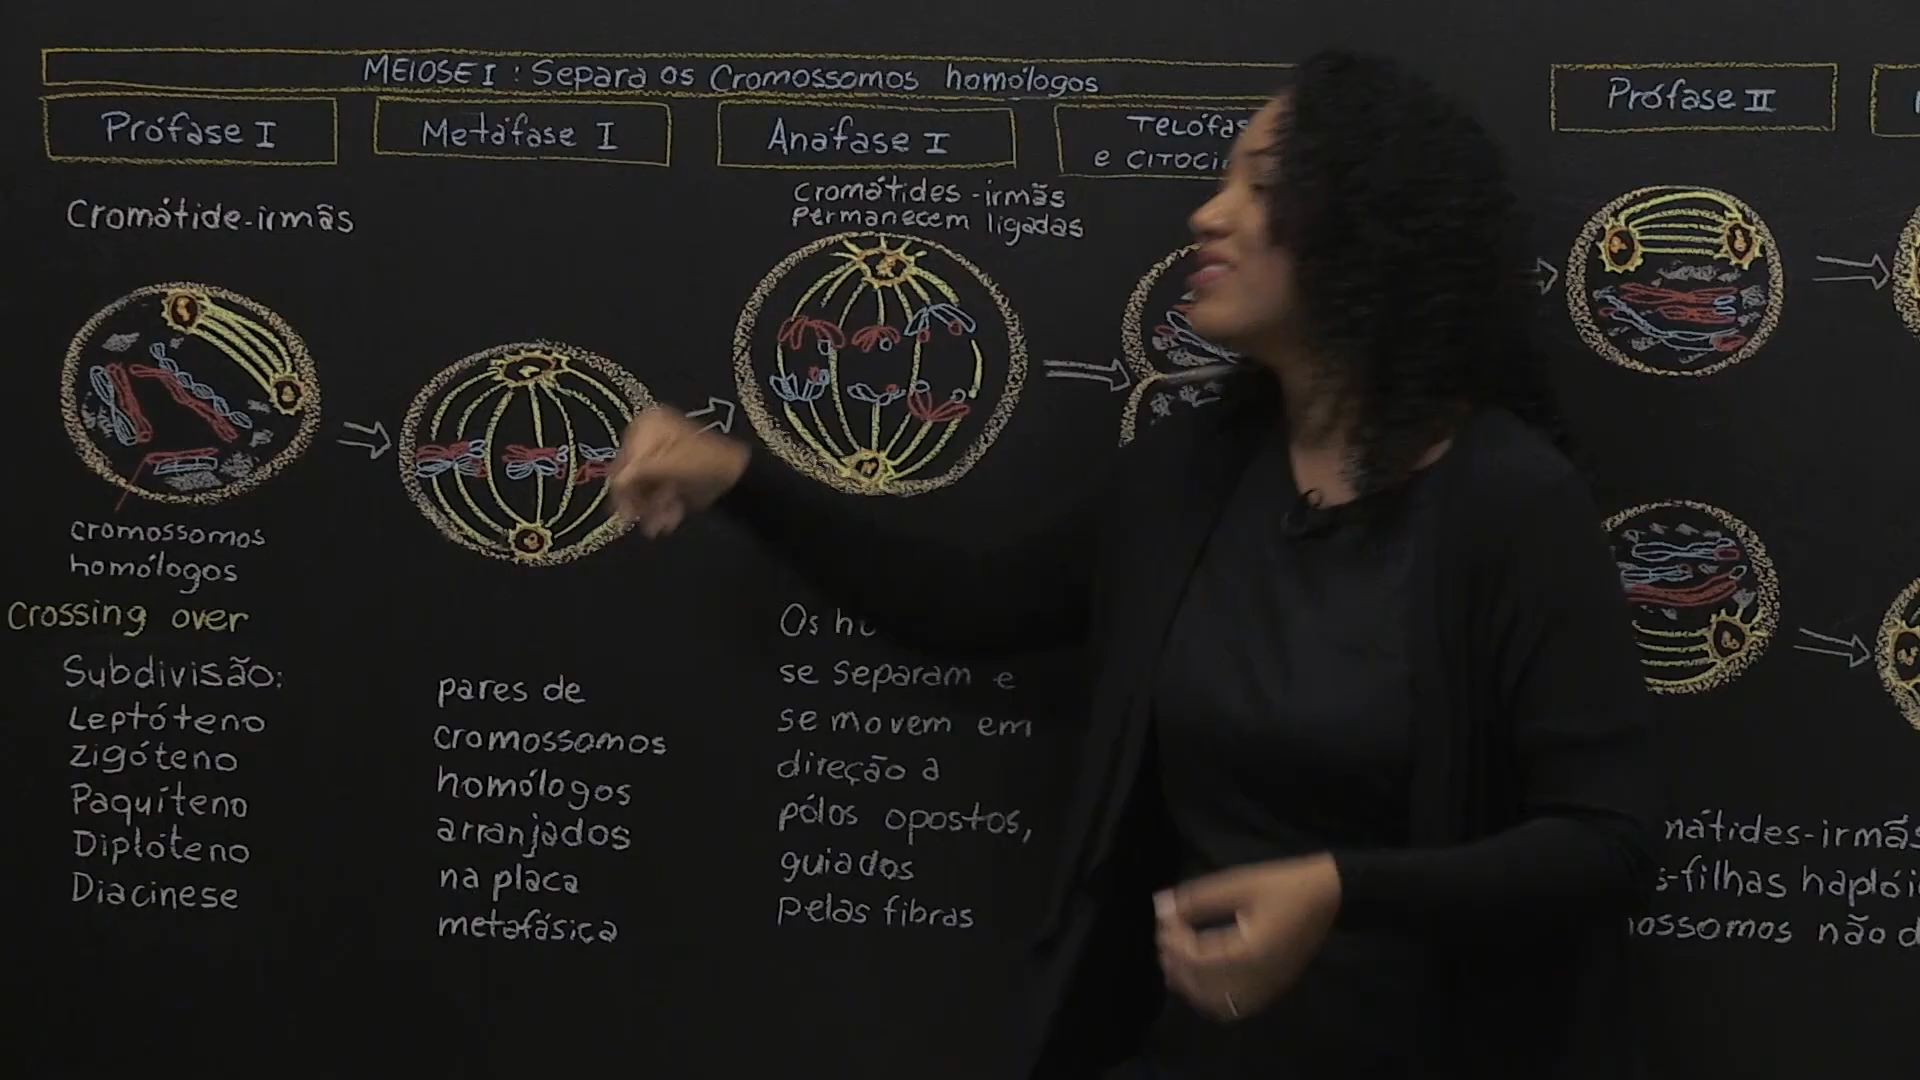 MEIOSE I : Separa os Cromossomos homólogos
Prófase I
Metáfase I
Anáfase I
e
Prófase II
Cromátide-irmãs
cromátides-irmãs
permanecem ligadas
cromossomos
homólogos
Crossing over
Subdivisão:
Leptóteno
Zigóteno
Paquíteno
Diplóteno
Diacinese
pares de
cromossomos
homólogos
arranjados
na placa
metafásica
Os
se separam e
se movem em
direção a
pólos opostos,
guiados
pelas fibras
não